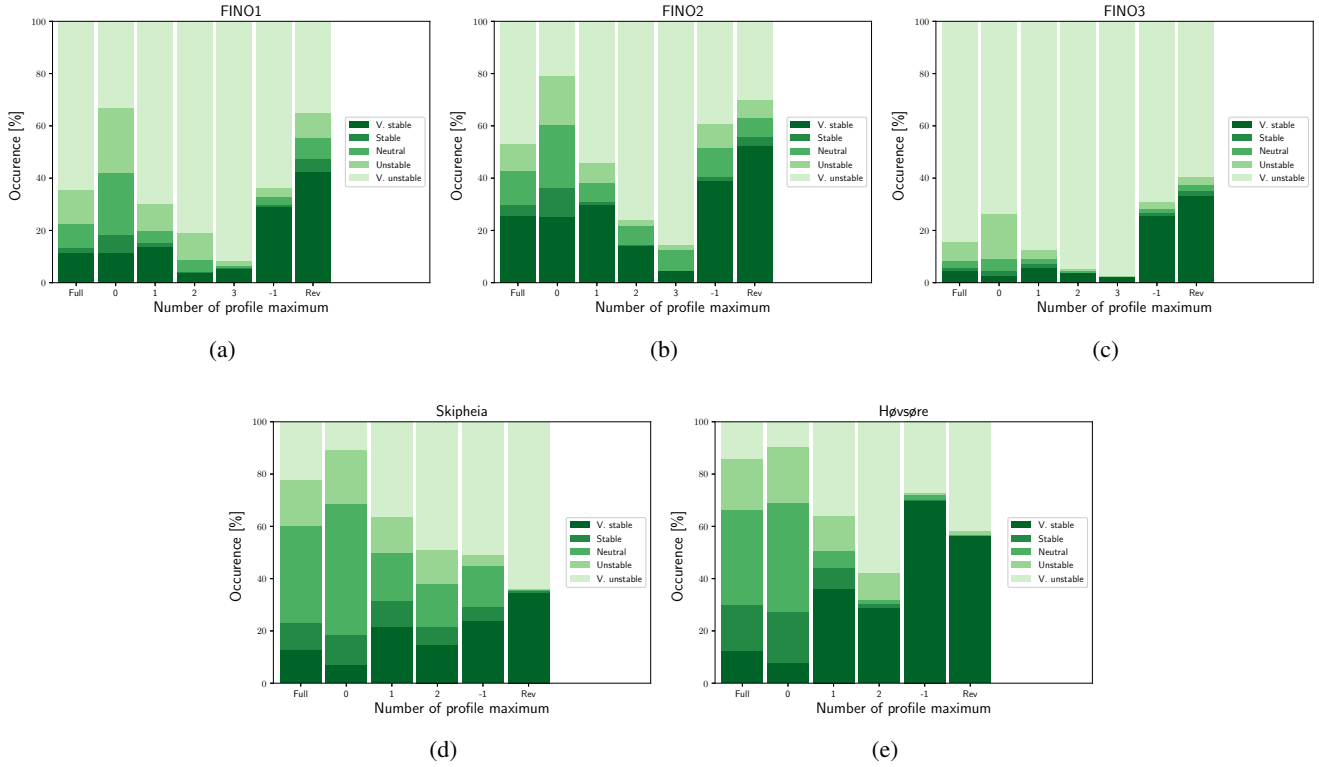 FINO1
100
80
60
40
20
0
Occurence [%]
Full 0 1 2 3 -1 Rev
Number of profile maximum
V. stable
Stable
Neutral
Unstable
V. unstable
(a)
FINO2
100
80
60
40
20
0
Occurence [%]
Full 0 1 2 3 -1 Rev
Number of profile maximum
V. stable
Stable
Neutral
Unstable
V. unstable
(b)
FINO3
100
80
60
40
20
0
Occurence [%]
Full 0 1 2 3 -1 Rev
Number of profile maximum
V. stable
Stable
Neutral
Unstable
V. unstable
(c)
Skipheia
100
80
60
40
20
0
Occurence [%]
Full 0 1 2 -1 Rev
Number of profile maximum
V. stable
Stable
Neutral
Unstable
V. unstable
(d)
Høvsøre
100
80
60
40
20
0
Occurence [%]
Full 0 1 2 -1 Rev
Number of profile maximum
V. stable
Stable
Neutral
Unstable
V. unstable
(e)